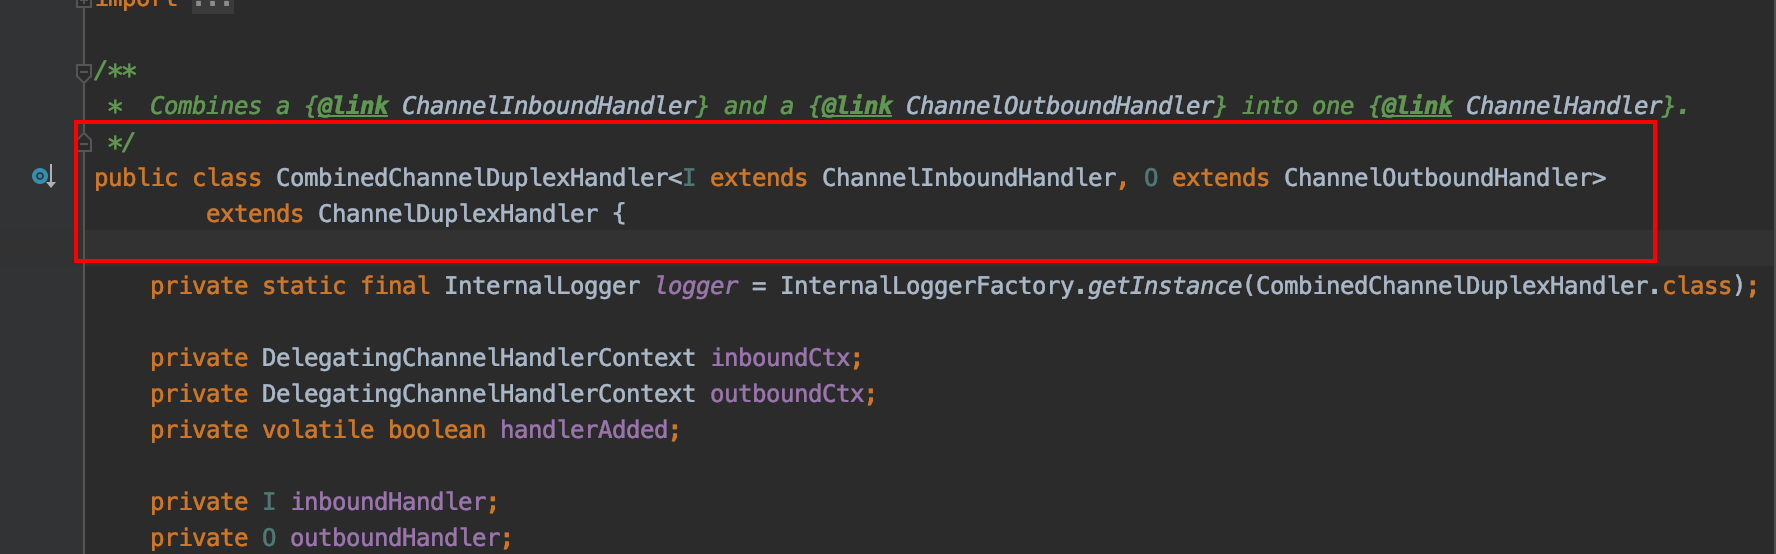 import ...
/**
 *  Combines a {@link ChannelInboundHandler} and a {@link ChannelOutboundHandler} into one {@link ChannelHandler}.
 */
public class CombinedChannelDuplexHandler<I extends ChannelInboundHandler, O extends ChannelOutboundHandler>
        extends ChannelDuplexHandler {
    private static final InternalLogger logger = InternalLoggerFactory.getInstance(CombinedChannelDuplexHandler.class);
    private DelegatingChannelHandlerContext inboundCtx;
    private DelegatingChannelHandlerContext outboundCtx;
    private volatile boolean handlerAdded;
    private I inboundHandler;
    private O outboundHandler;